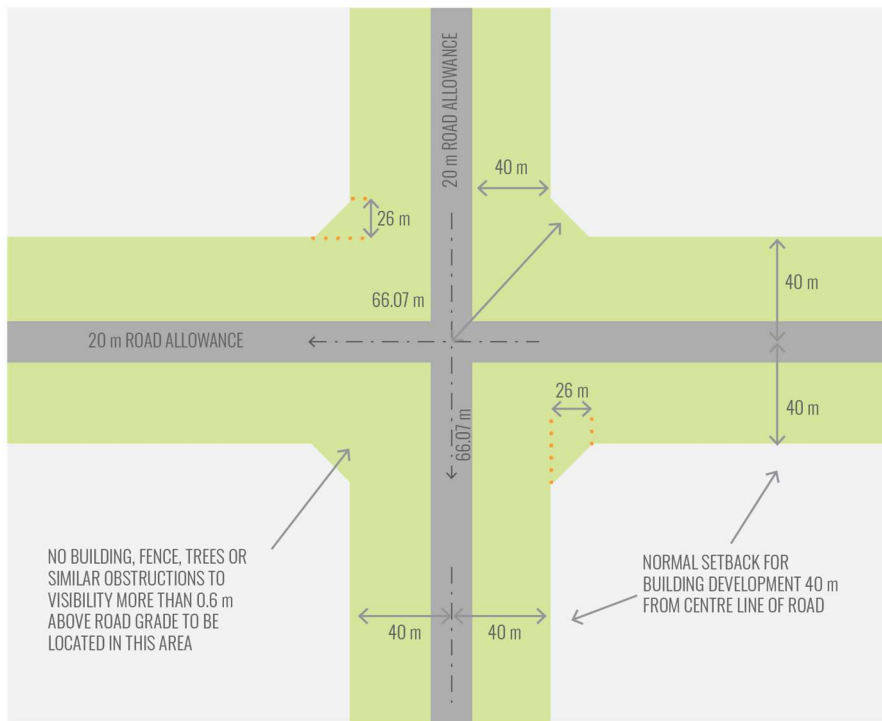 20 m ROAD ALLOWANCE
40 m
26 m
40 m
66.07 m
20 m ROAD ALLOWANCE
26 m
40 m
66.07 m
NO BUILDING, FENCE, TREES OR
SIMILAR OBSTRUCTIONS TO
VISIBILITY MORE THAN 0.6 m
ABOVE ROAD GRADE TO BE
LOCATED IN THIS AREA
NORMAL SETBACK FOR
BUILDING DEVELOPMENT 40 m
FROM CENTRE LINE OF ROAD
40 m
40 m